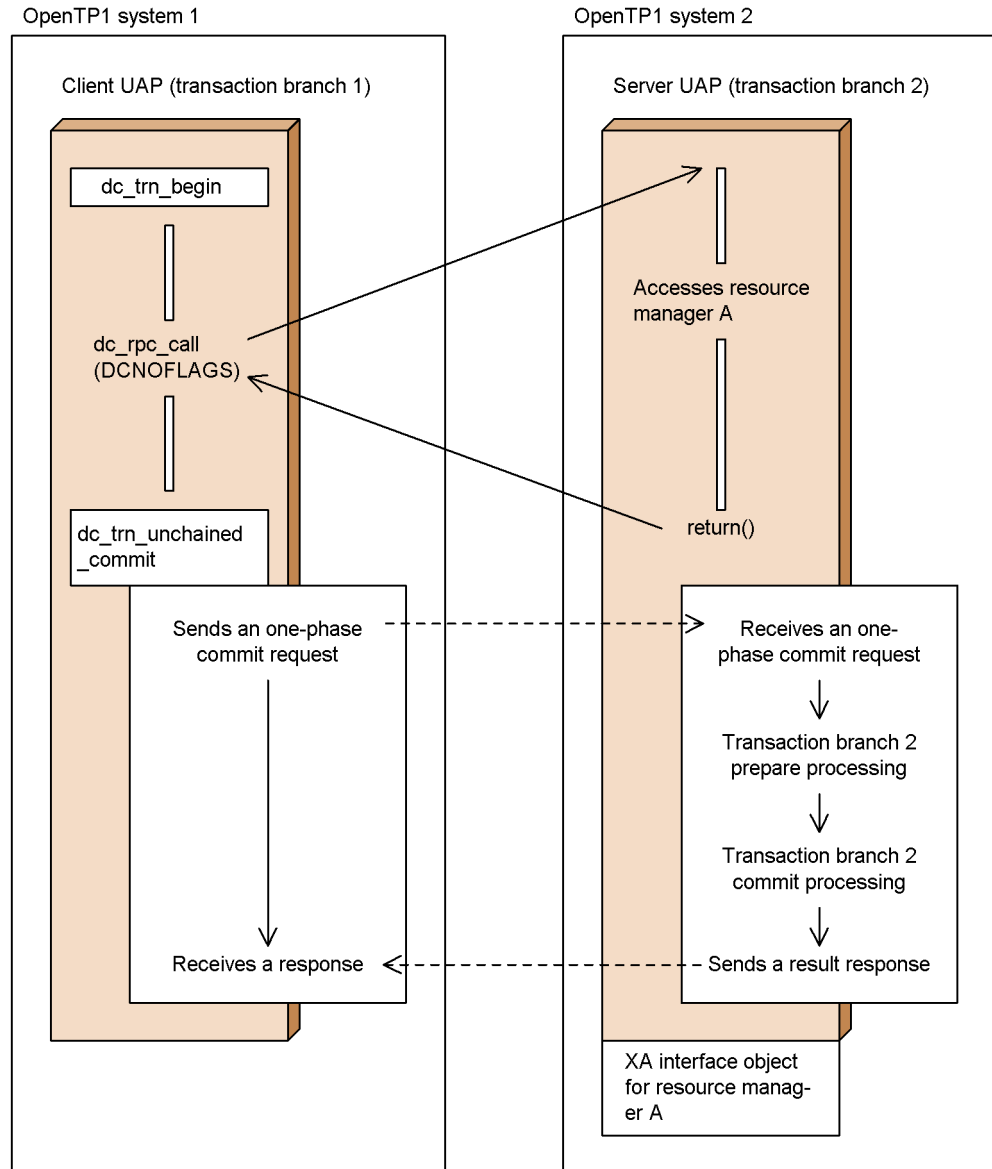 OpenTP1 system 1
OpenTP1 system 2
Client UAP (transaction branch 1)
Server UAP (transaction branch 2)
dc_trn_begin
Accesses resource
manager A
dc_rpc_call
(DCNOFLAGS)
return()
dc_trn_unchained
_commit
Sends an one-phase
commit request
Receives an one-
phase commit request
Transaction branch 2
prepare processing
Transaction branch 2
commit processing
Receives a response
Sends a result response
XA interface object
for resource manag-
er A